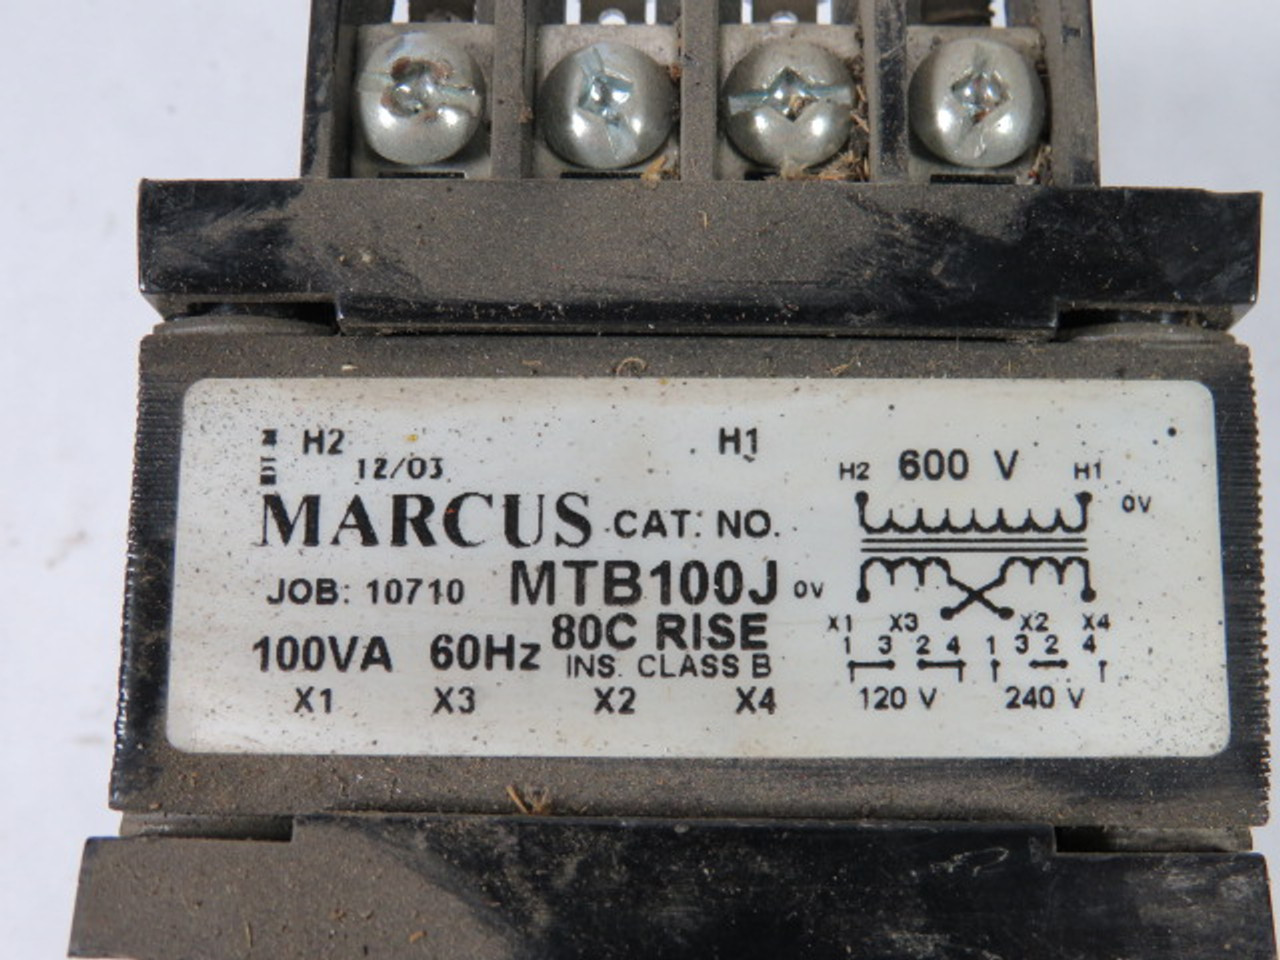 H2 H1
12/03
MARCUS CAT. NO.
JOB: 10710 MTB100J
80C RISE
100VA 60Hz
INS. CLASS B
X1 X3 X2 X4
600 V
H2 H1
0V
0V
X1 X3 X2 X4
1 3 2 4 1 3 2 4
120 V 240 V